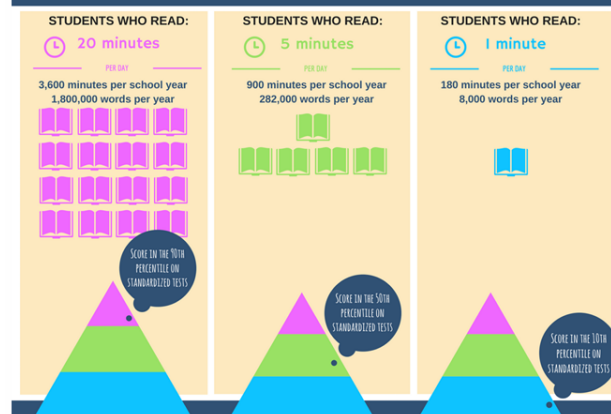 STUDENTS WHO READ:
20 minutes
PER DAY
3,600 minutes per school year
1,800,000 words per year
SCORE IN THE 90TH
PERCENTILE ON
STANDARDIZED TESTS
STUDENTS WHO READ:
5 minutes
PER DAY
900 minutes per school year
282,000 words per year
SCORE IN THE 50TH
PERCENTILE ON
STANDARDIZED TESTS
STUDENTS WHO READ:
1 minute
PER DAY
180 minutes per school year
8,000 words per year
SCORE IN THE 10TH
PERCENTILE ON
STANDARDIZED TESTS